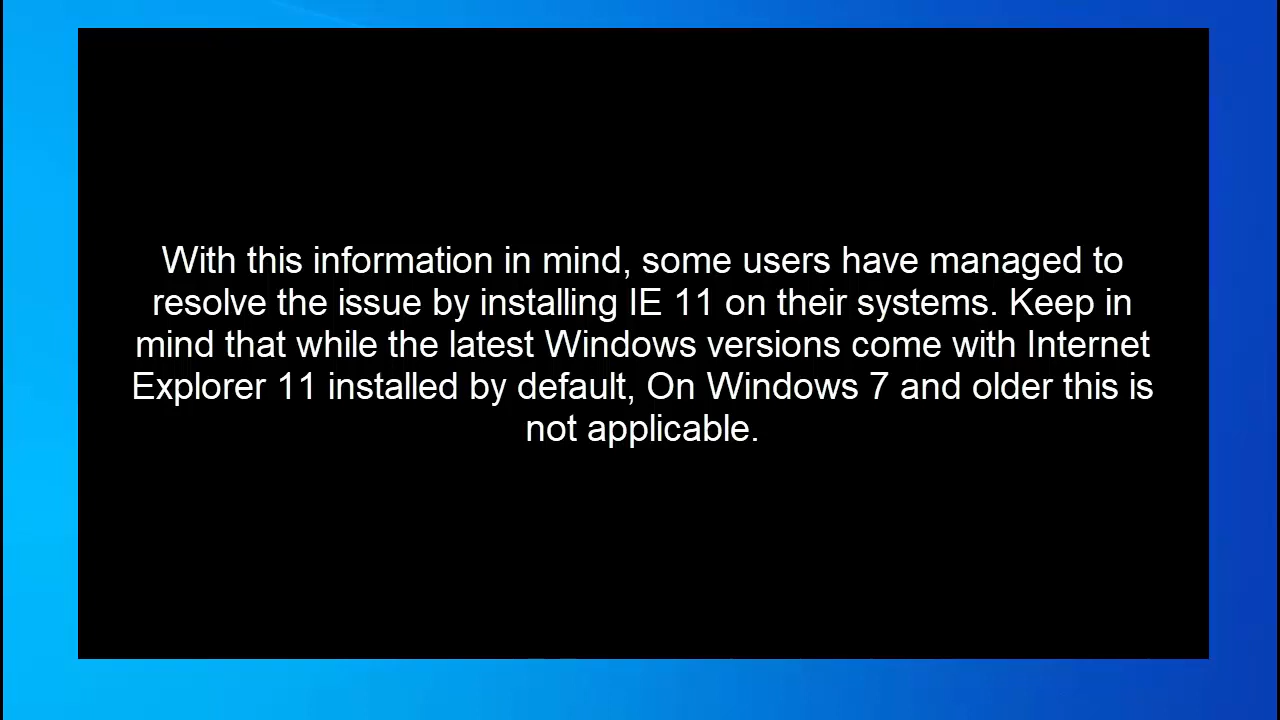 With this information in mind, some users have managed to
resolve the issue by installing IE 11 on their systems. Keep in
mind that while the latest Windows versions come with Internet
Explorer 11 installed by default, On Windows 7 and older this is
not applicable.